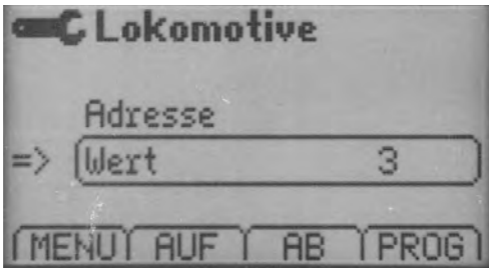 Lokomotive
Adresse
=> Wert 3
MENU AUF AB PROG